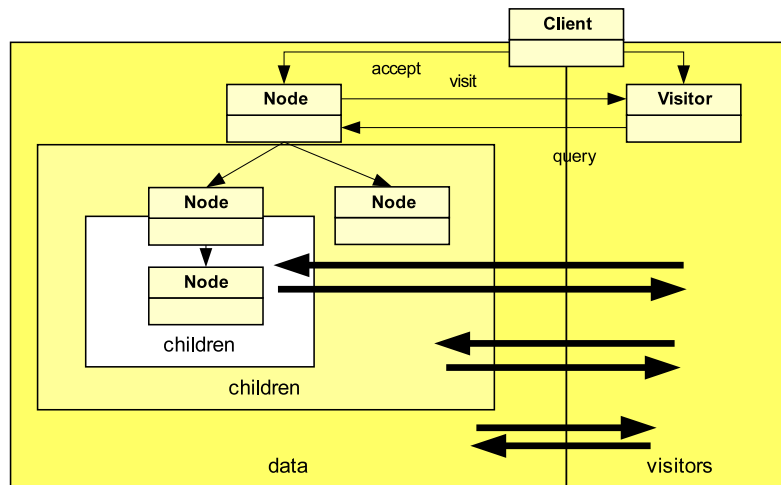 Client
accept
visit
Node
Visitor
query
Node
Node
Node
children
children
data
visitors